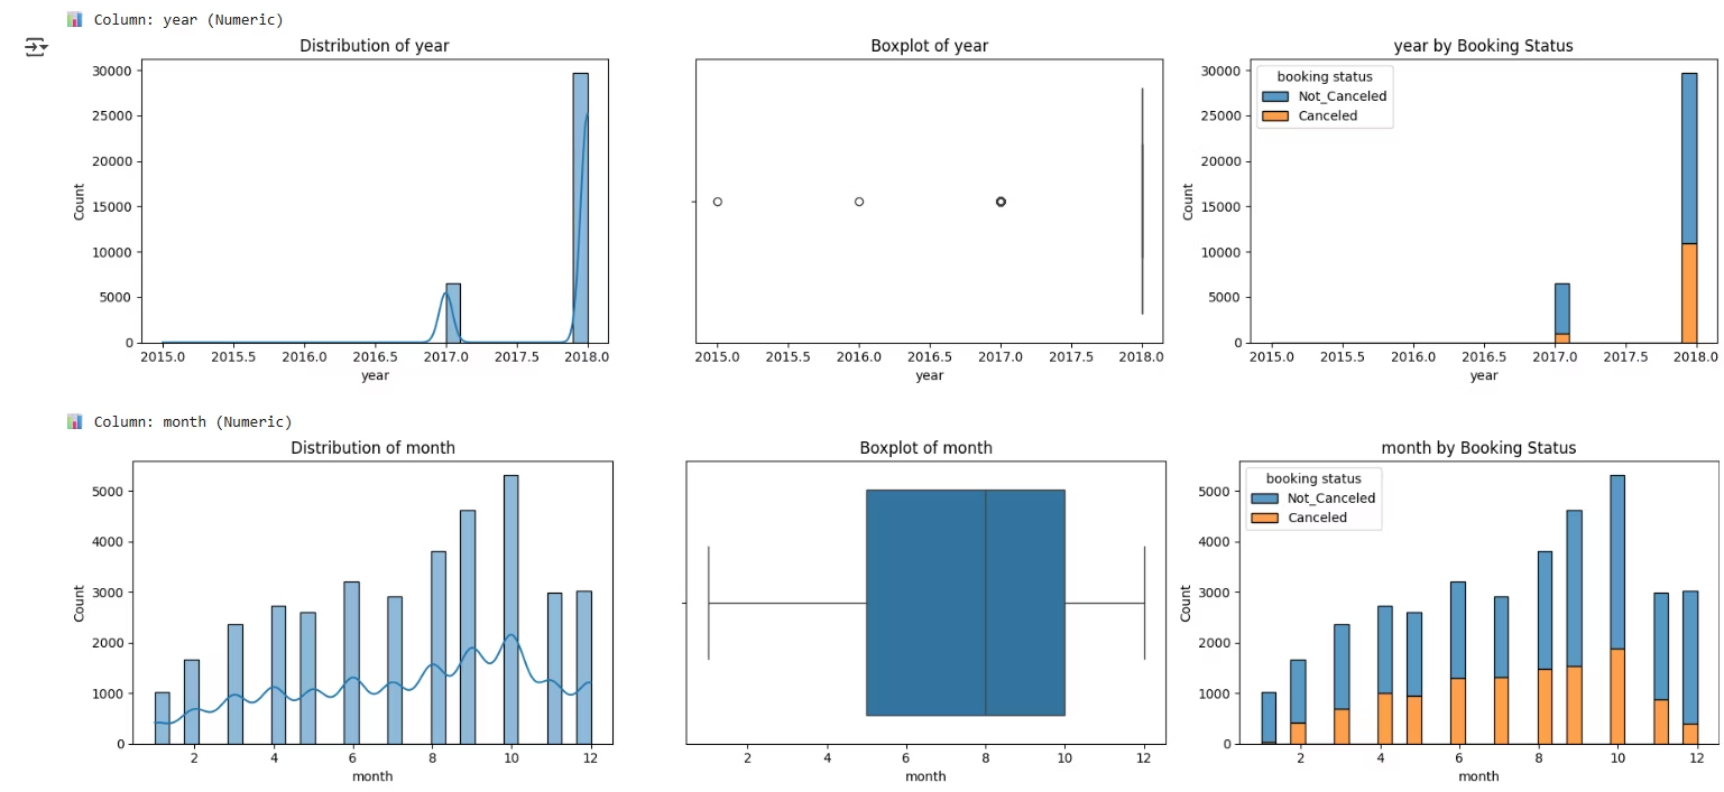 Column: year (Numeric)
Distribution of year
Boxplot of year
year by Booking Status
30000
25000
20000
15000
10000
5000
0
Count
2015.0 2015.5 2016.0 2016.5 2017.0 2017.5 2018.0
year
2015.0 2015.5 2016.0 2016.5 2017.0 2017.5 2018.0
year
30000
25000
20000
15000
10000
5000
0
Count
booking status
Not_Canceled
Canceled
2015.0 2015.5 2016.0 2016.5 2017.0 2017.5 2018.0
year
Column: month (Numeric)
Distribution of month
Boxplot of month
month by Booking Status
5000
4000
3000
2000
1000
0
Count
2 4 6 8 10 12
month
2 4 6 8 10 12
month
5000
4000
3000
2000
1000
0
Count
booking status
Not_Canceled
Canceled
2 4 6 8 10 12
month